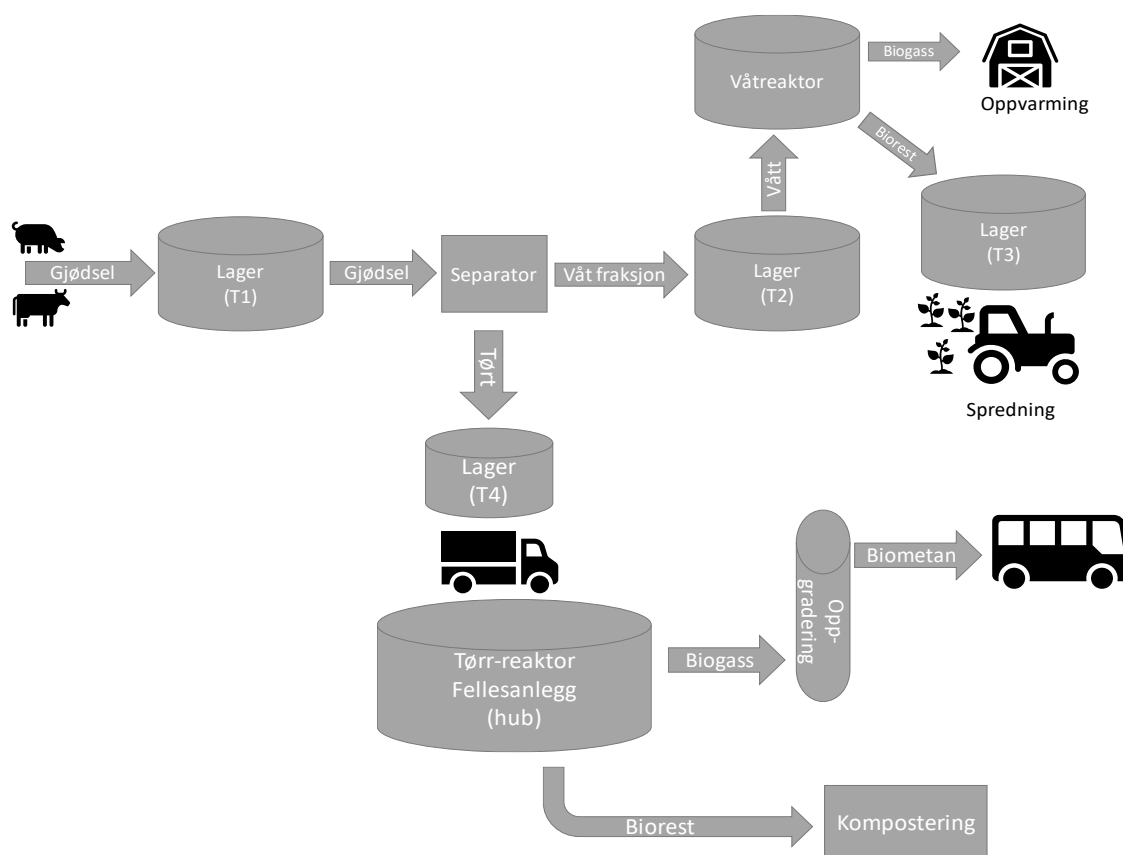 Gjødsel
Lager
(T1)
Gjødsel
Separator
Våt fraksjon
Lager
(T2)
Vått
Våtreaktor
Biogass
Oppvarming
Biorest
Lager
(T3)
Spredning
Tørt
Lager
(T4)
Tørr-reaktor
Fellesanlegg
(hub)
Biogass
Opp-
gradering
Biometan
Biorest
Kompostering